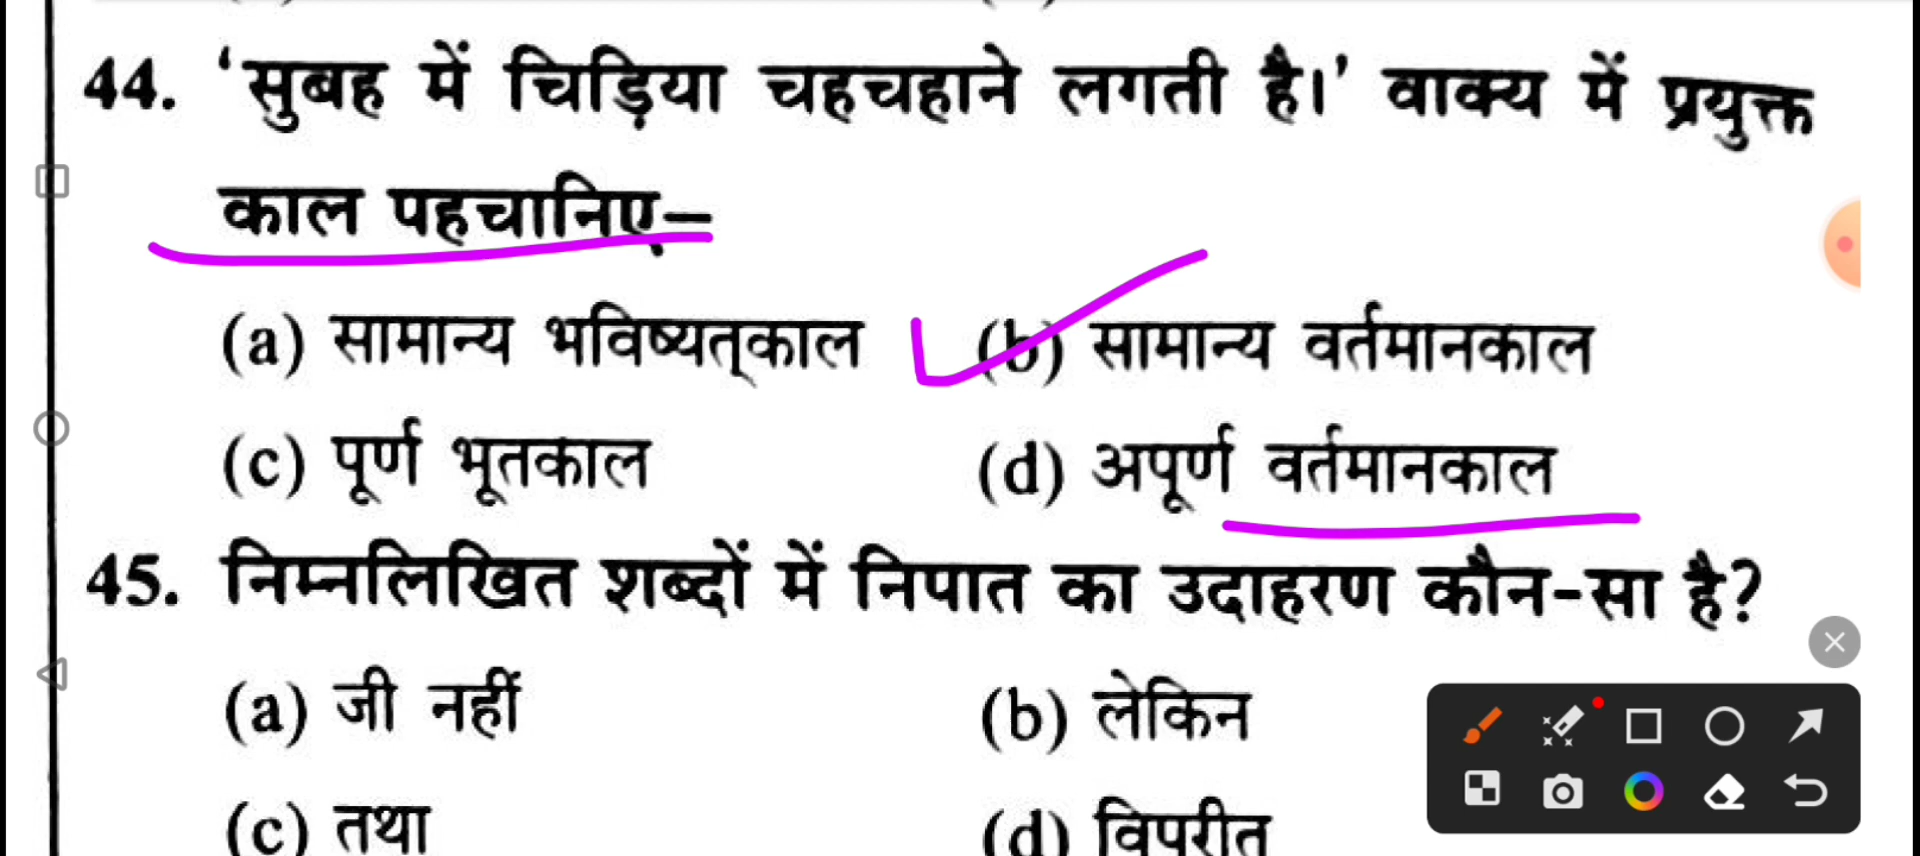 44. ‘सुबह में चिड़िया चहचहाने लगती है।’ वाक्य में प्रयुक्त
काल पहचानिए–
(a) सामान्य भविष्यत्काल (b) सामान्य वर्तमानकाल
(c) पूर्ण भूतकाल (d) अपूर्ण वर्तमानकाल
45. निम्नलिखित शब्दों में निपात का उदाहरण कौन-सा है?
(a) जी नहीं (b) लेकिन
(c) तथा (d) विपरीत